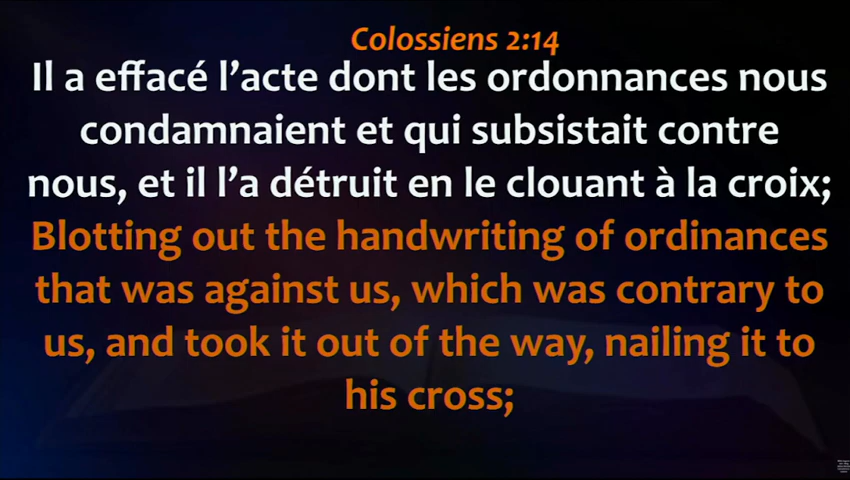 Colossiens 2:14
Il a effacé l’acte dont les ordonnances nous
condamnaient et qui subsistait contre
nous, et il l’a détruit en le clouant à la croix;
Blotting out the handwriting of ordinances
that was against us, which was contrary to
us, and took it out of the way, nailing it to
his cross;